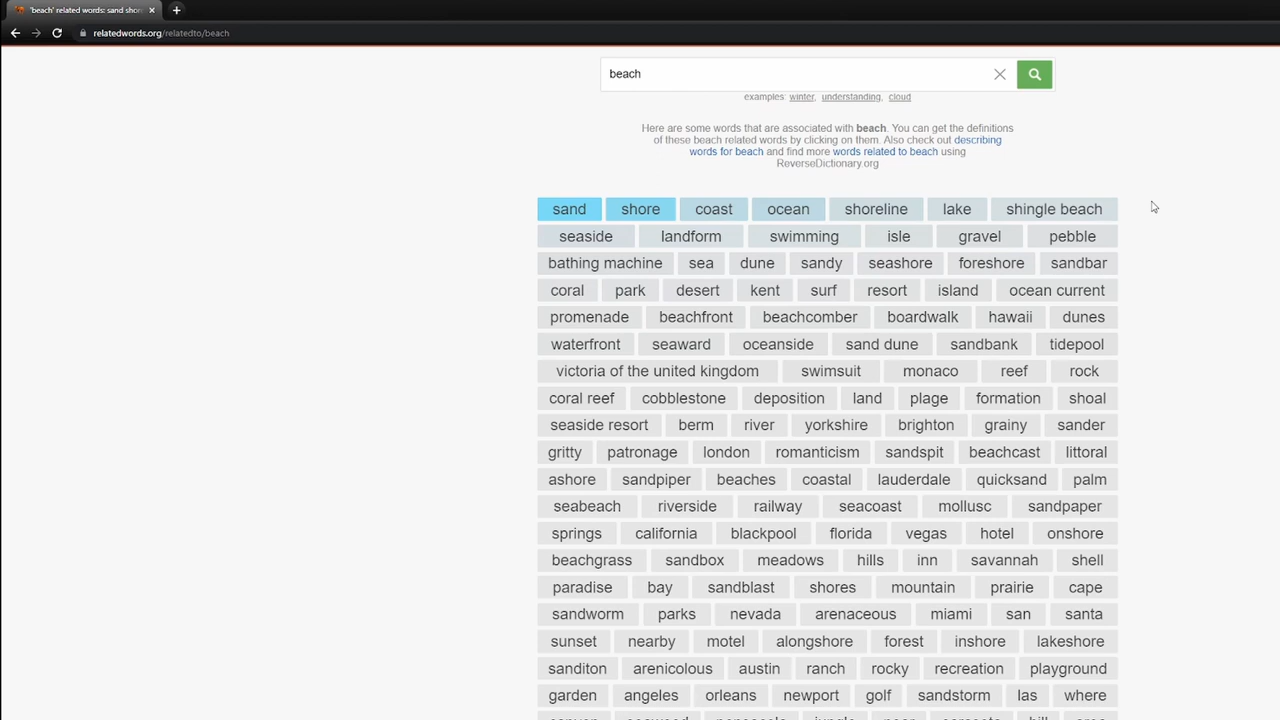 'beach' related words: sand shor
relatedwords.org/relatedto/beach
beach
examples: winter, understanding, cloud
Here are some words that are associated with beach. You can get the definitions
of these beach related words by clicking on them. Also check out describing
words for beach and find more words related to beach using
ReverseDictionary.org
sand shore coast ocean shoreline lake shingle beach
seaside landform swimming isle gravel pebble
bathing machine sea dune sandy seashore foreshore sandbar
coral park desert kent surf resort island ocean current
promenade beachfront beachcomber boardwalk hawaii dunes
waterfront seaward oceanside sand dune sandbank tidepool
victoria of the united kingdom swimsuit monaco reef rock
coral reef cobblestone deposition land plage formation shoal
seaside resort berm river yorkshire brighton grainy sander
gritty patronage london romanticism sandspit beachcast littoral
ashore sandpiper beaches coastal lauderdale quicksand palm
seabeach riverside railway seacoast mollusc sandpaper
springs california blackpool florida vegas hotel onshore
beachgrass sandbox meadows hills inn savannah shell
paradise bay sandblast shores mountain prairie cape
sandworm parks nevada arenaceous miami san santa
sunset nearby motel alongshore forest inshore lakeshore
sanditon arenicolous austin ranch rocky recreation playground
garden angeles orleans newport golf sandstorm las where